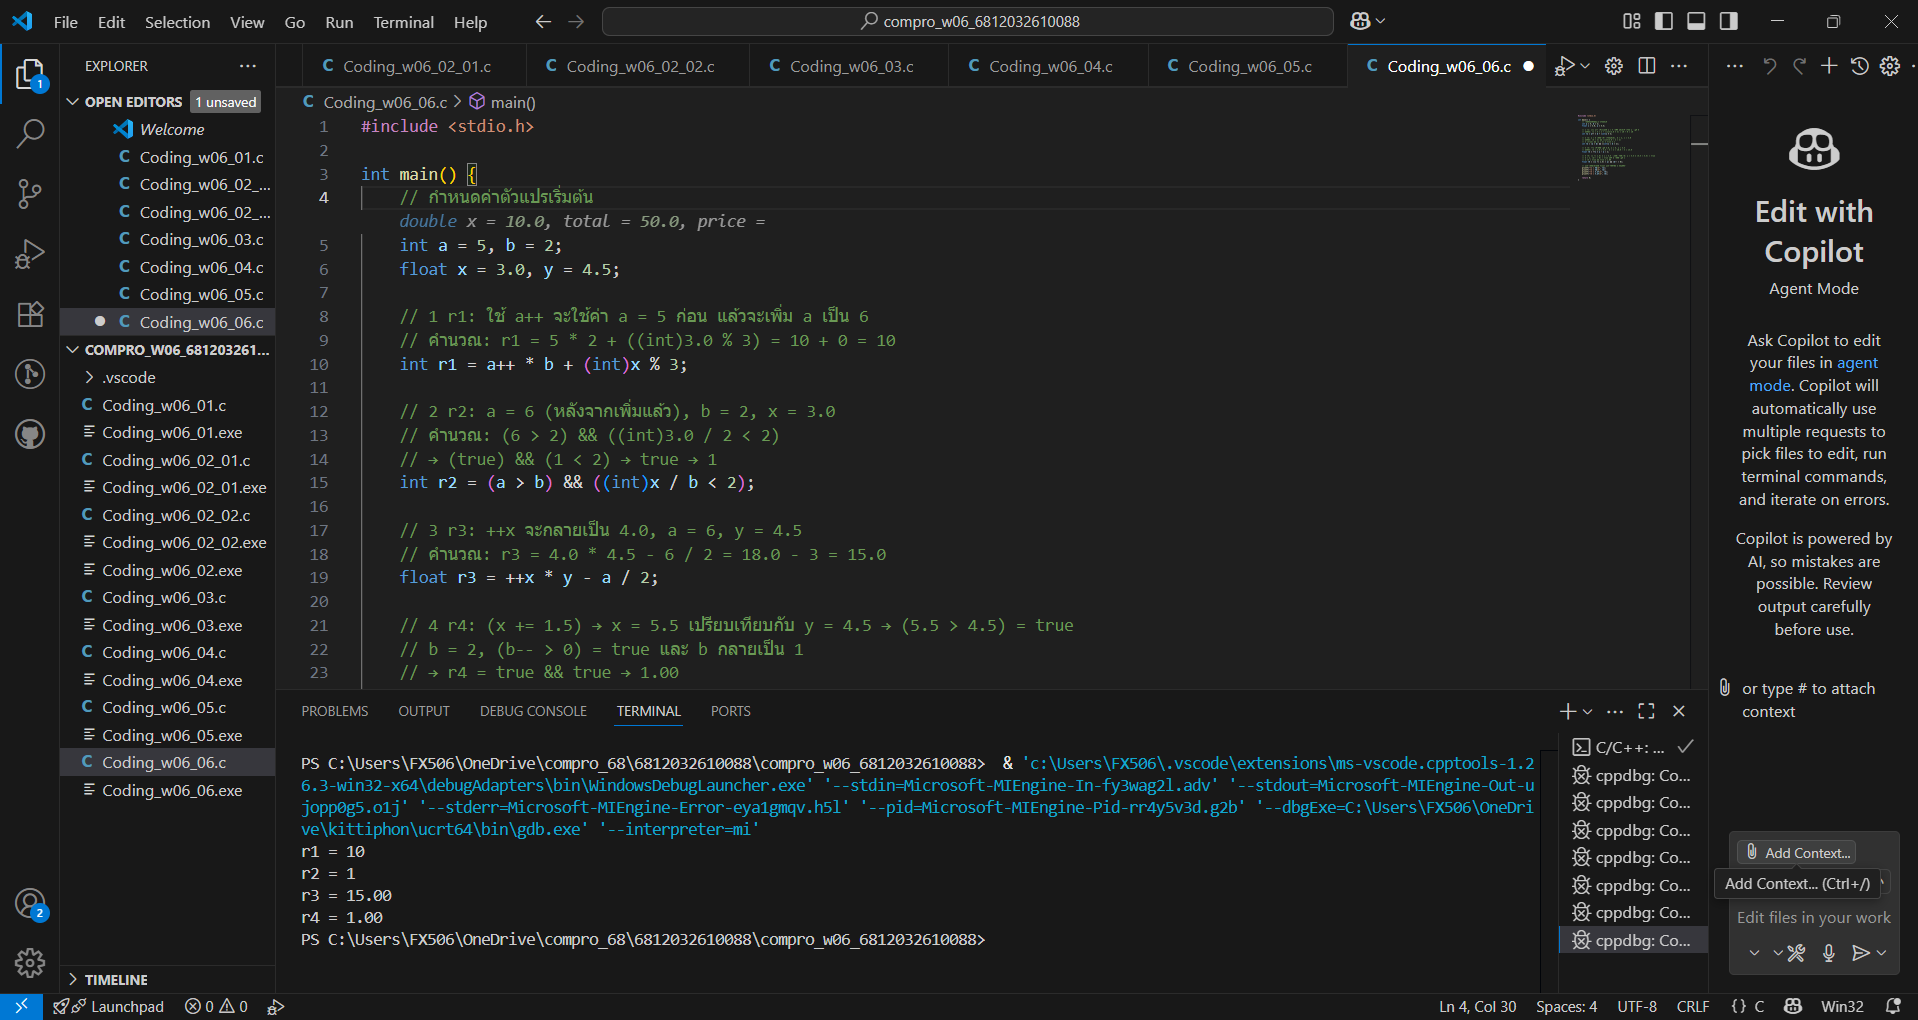 File Edit Selection View Go Run Terminal Help
compro_w06_6812032610088
EXPLORER
OPEN EDITORS 1 unsaved
Welcome
Coding_w06_01.c
Coding_w06_02_...
Coding_w06_02_...
Coding_w06_03.c
Coding_w06_04.c
Coding_w06_05.c
Coding_w06_06.c
COMPRO_W06_681203261...
.vscode
Coding_w06_01.c
Coding_w06_01.exe
Coding_w06_02_01.c
Coding_w06_02_01.exe
Coding_w06_02_02.c
Coding_w06_02_02.exe
Coding_w06_02.exe
Coding_w06_03.c
Coding_w06_03.exe
Coding_w06_04.c
Coding_w06_04.exe
Coding_w06_05.c
Coding_w06_05.exe
Coding_w06_06.c
Coding_w06_06.exe
TIMELINE
1
2
C Coding_w06_02_01.c C Coding_w06_02_02.c C Coding_w06_03.c C Coding_w06_04.c C Coding_w06_05.c C Coding_w06_06.c
C Coding_w06_06.c > main()
1 #include <stdio.h>
2
3 int main() {
4 // กำหนดค่าตัวแปรเริ่มต้น
double x = 10.0, total = 50.0, price =
5 int a = 5, b = 2;
6 float x = 3.0, y = 4.5;
7
8 // 1 r1: ใช้ a++ จะใช้ค่า a = 5 ก่อน แล้วจะเพิ่ม a เป็น 6
9 // คำนวณ: r1 = 5 * 2 + ((int)3.0 % 3) = 10 + 0 = 10
10 int r1 = a++ * b + (int)x % 3;
11
12 // 2 r2: a = 6 (หลังจากเพิ่มแล้ว), b = 2, x = 3.0
13 // คำนวณ: (6 > 2) && ((int)3.0 / 2 < 2)
14 // → (true) && (1 < 2) → true → 1
15 int r2 = (a > b) && ((int)x / b < 2);
16
17 // 3 r3: ++x จะกลายเป็น 4.0, a = 6, y = 4.5
18 // คำนวณ: r3 = 4.0 * 4.5 - 6 / 2 = 18.0 - 3 = 15.0
19 float r3 = ++x * y - a / 2;
20
21 // 4 r4: (x += 1.5) → x = 5.5 เปรียบเทียบกับ y = 4.5 → (5.5 > 4.5) = true
22 // b = 2, (b-- > 0) = true และ b กลายเป็น 1
23 // → r4 = true && true → 1.00
PROBLEMS OUTPUT DEBUG CONSOLE TERMINAL PORTS
PS C:\Users\FX506\OneDrive\compro_68\6812032610088\compro_w06_6812032610088> & 'c:\Users\FX506\.vscode\extensions\ms-vscode.cpptools-1.2
6.3-win32-x64\debugAdapters\bin\WindowsDebugLauncher.exe' '--stdin=Microsoft-MIEngine-In-fy3wag2l.adv' '--stdout=Microsoft-MIEngine-Out-u
jopp0g5.o1j' '--stderr=Microsoft-MIEngine-Error-eya1gmqv.h5l' '--pid=Microsoft-MIEngine-Pid-rr4y5v3d.g2b' '--dbgExe=C:\Users\FX506\OneDri
ve\kittiphon\ucrt64\bin\gdb.exe' '--interpreter=mi'
r1 = 10
r2 = 1
r3 = 15.00
r4 = 1.00
PS C:\Users\FX506\OneDrive\compro_68\6812032610088\compro_w06_6812032610088>
C/C++: ...
cppdbg: Co...
cppdbg: Co...
cppdbg: Co...
cppdbg: Co...
cppdbg: Co...
cppdbg: Co...
cppdbg: Co...
Edit with
Copilot
Agent Mode
Ask Copilot to edit
your files in agent
mode. Copilot will
automatically use
multiple requests to
pick files to edit, run
terminal commands,
and iterate on errors.
Copilot is powered by
AI, so mistakes are
possible. Review
output carefully
before use.
or type # to attach
context
Add Context...
Add Context... (Ctrl+/)
Edit files in your work
Launchpad 0 0
Ln 4, Col 30 Spaces: 4 UTF-8 CRLF {} C Win32